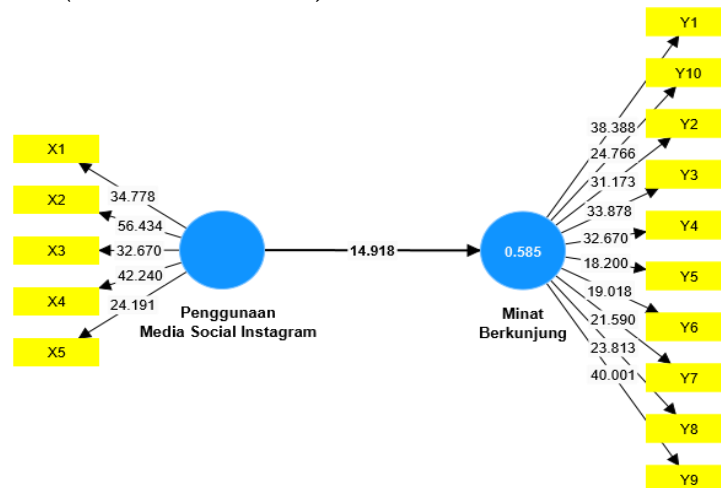 Y1
Y10
Y2
Y3
Y4
Y5
Y6
Y7
Y8
Y9
38.388
24.766
31.173
33.878
32.670
18.200
19.018
21.590
23.813
40.001
X1
X2
X3
X4
X5
34.778
56.434
32.670
42.240
24.191
14.918
0.585
Penggunaan
Media Social Instagram
Minat
Berkunjung